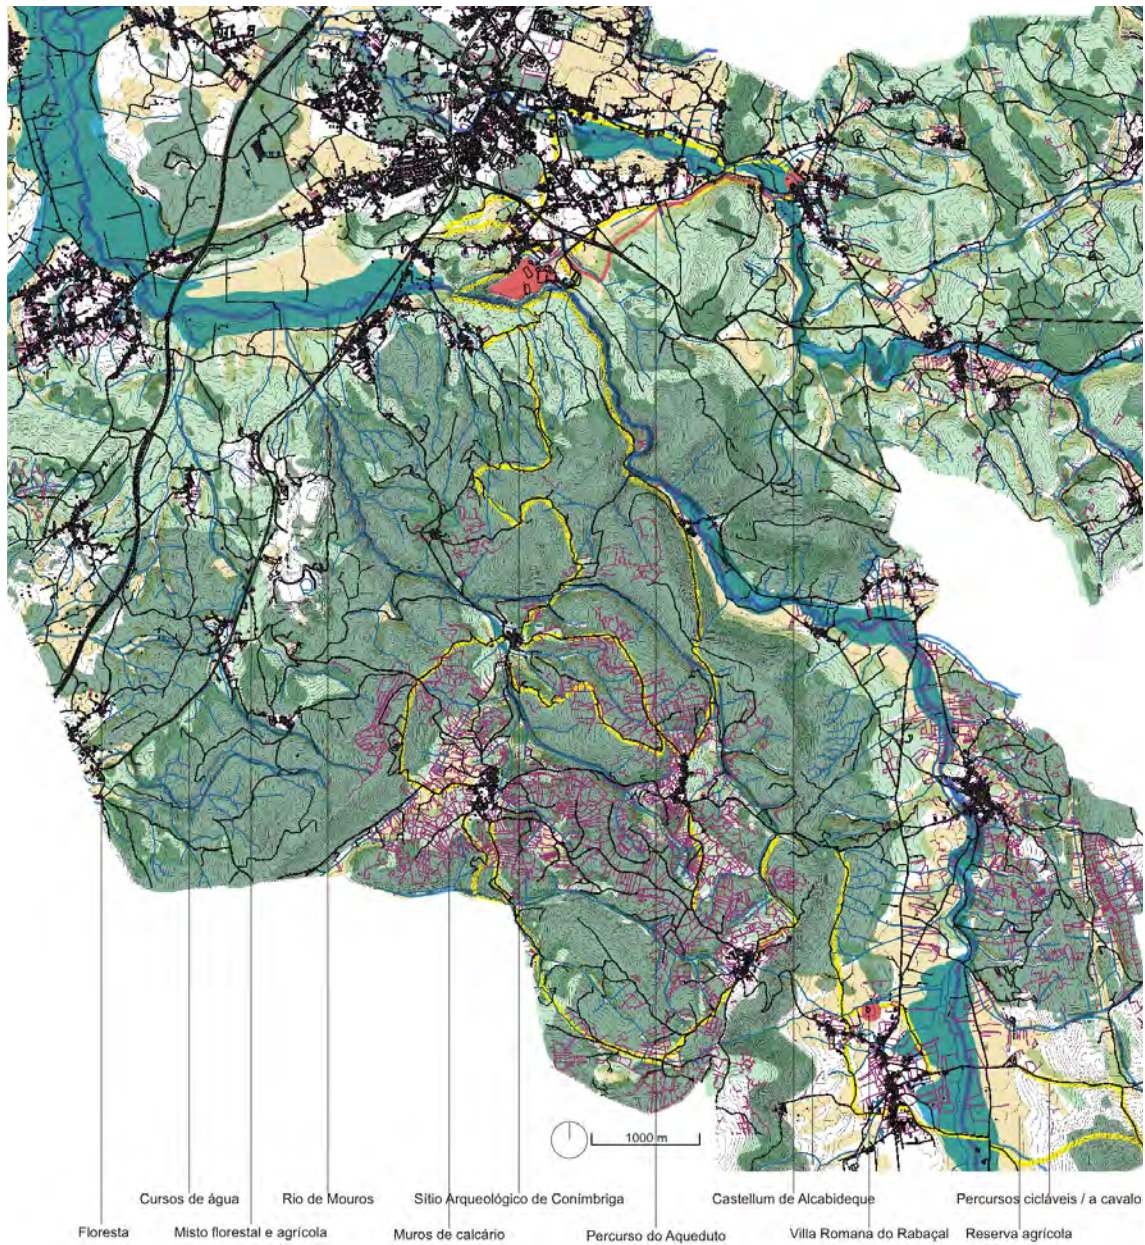 1000 m
Cursos de água Rio de Mouros Sítio Arqueológico de Conímbriga Castellum de Alcabideque Percursos cicláveis / a cavalo
Floresta Misto florestal e agrícola Muros de calcário Percurso do Aqueduto Villa Romana do Rabaçal Reserva agrícola